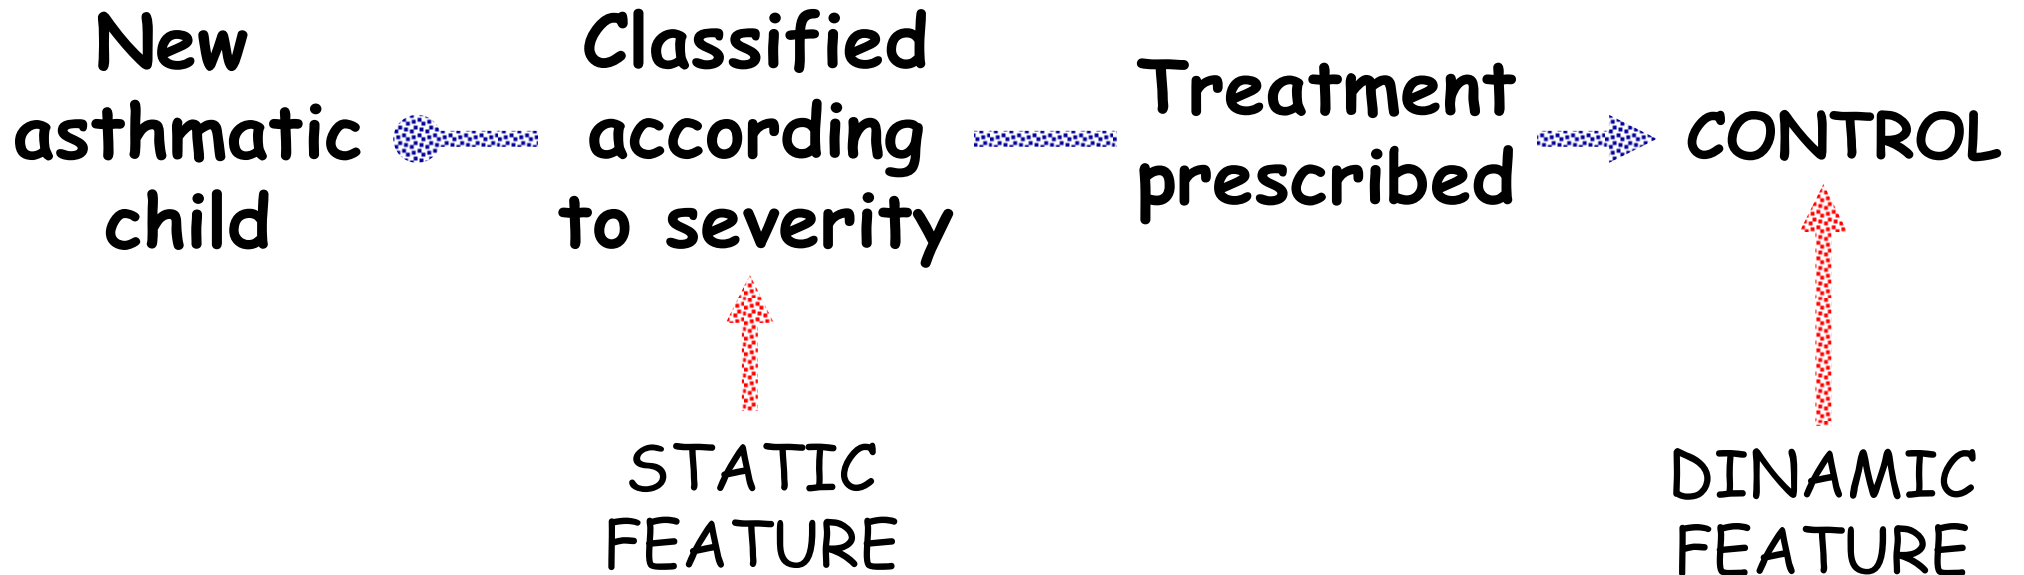 New
asthmatic
child
Classified
according
to severity
Treatment
prescribed
CONTROL
STATIC
FEATURE
DINAMIC
FEATURE